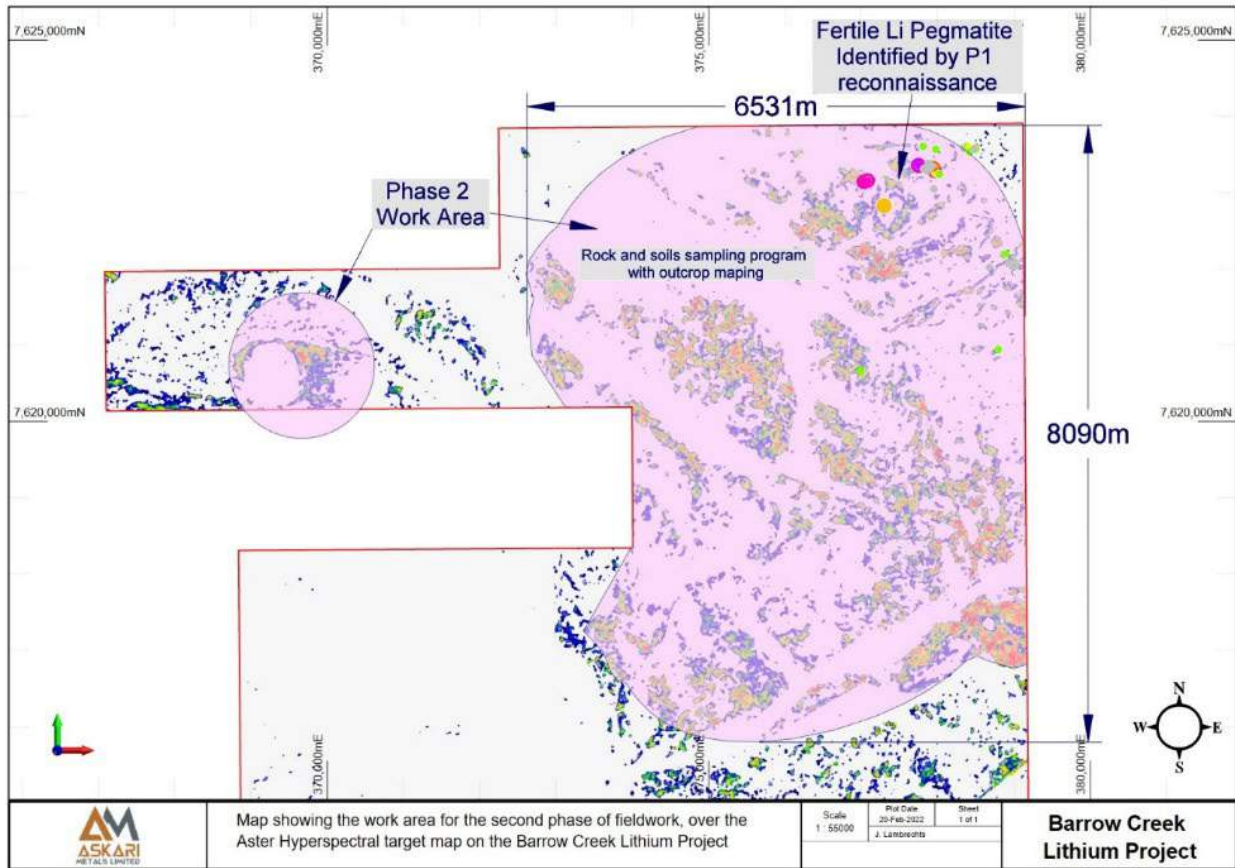 7,625,000mN
370,000mE
375,000mE
380,000mE
7,625,000mN
Fertile Li Pegmatite
Identified by P1
reconnaissance
6531m
Phase 2
Work Area
Rock and soils sampling program
with outcrop maping
7,620,000mN
7,620,000mN
8090m
370,000mE
375,000mE
380,000mE
N
W
E
S
AM
ASKARI
METALS LIMITED
Map showing the work area for the second phase of fieldwork, over the
Aster Hyperspectral target map on the Barrow Creek Lithium Project
Scale
1 : 55000
Plot Date
20-Feb-2022
Sheet
1 of 1
J. Lambrechts
Barrow Creek
Lithium Project